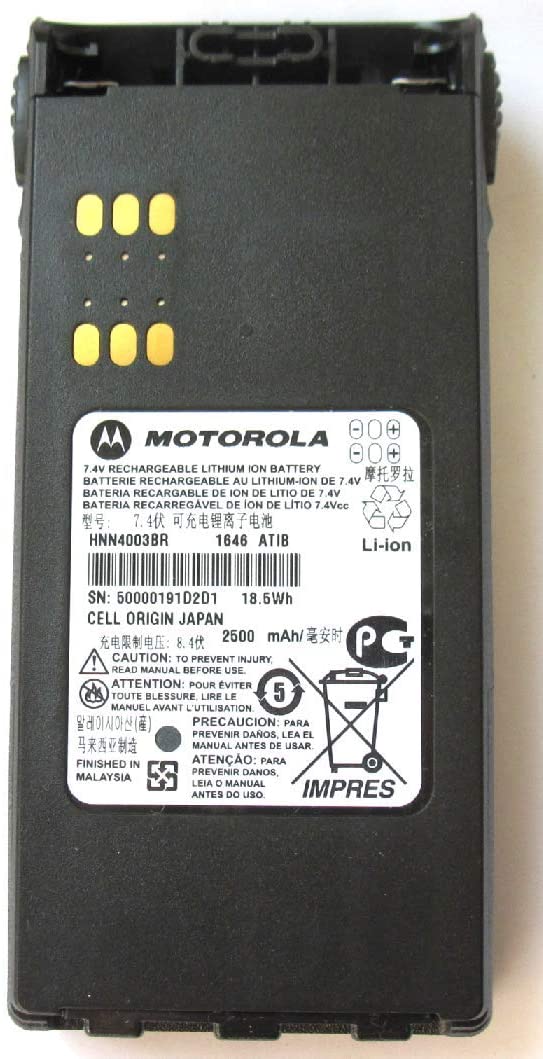 MOTOROLA
7.4V RECHARGEABLE LITHIUM ION BATTERY
BATTERIE RECHARGEABLE AU LITHIUM-ION DE 7.4V
BATERIA RECARGABLE DE ION DE LITIO DE 7.4V
BATERIA RECARREGÁVEL DE ÍON DE LÍTIO 7.4Vcc
摩托罗拉
型号: 7.4伏 可充电锂离子电池
Li-ion
HNN4003BR 1646 ATIB
SN: 50000191D2D1 18.5Wh
CELL ORIGIN JAPAN
充电限制电压: 8.4伏 2500 mAh/毫安时
CAUTION: TO PREVENT INJURY,
READ MANUAL BEFORE USE.
ATTENTION: POUR ÉVITER
TOUTE BLESSURE, LIRE LE
MANUEL AVANT L'UTILISATION.
5
말레이시아산(產)
马来西亚制造
FINISHED IN
MALAYSIA
PRECAUCION: PARA
PREVENIR DAÑOS, LEA EL
MANUAL ANTES DE USAR.
ATENÇÃO: PARA
PREVENIR DAÑOS,
LEIA O MANUAL
ANTES DO USO.
IMPRES